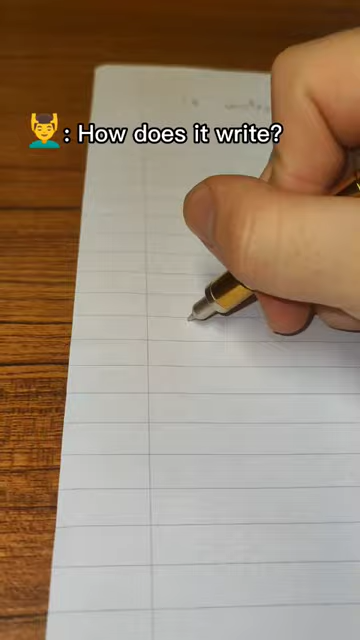 🙆‍♂️: How does it write?